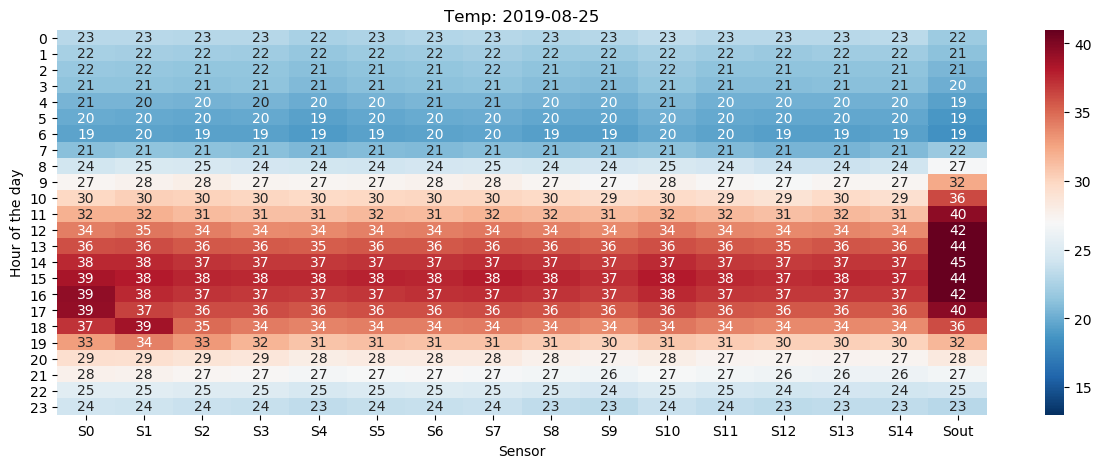 Temp: 2019-08-25
Hour of the day
0 23 23 23 23 22 23 23 23 23 23 23 23 23 23 23 22
1 22 22 22 22 22 22 22 22 22 22 22 22 22 22 22 21
2 22 22 21 22 21 21 21 22 21 21 22 21 21 21 21 21
3 21 21 21 21 21 21 21 21 21 21 21 21 21 21 21 20
4 21 20 20 20 20 20 21 21 20 20 21 20 20 20 20 19
5 20 20 20 20 19 20 20 20 20 20 20 20 20 20 20 19
6 19 20 19 19 19 19 20 20 19 19 20 20 19 19 19 19
7 21 21 21 21 21 21 21 21 21 21 21 21 21 21 21 22
8 24 25 25 24 24 24 24 25 24 24 25 24 24 24 24 27
9 27 28 28 27 27 27 28 28 27 27 28 27 27 27 27 32
10 30 30 30 30 30 30 30 30 30 29 30 29 29 30 29 36
11 32 32 31 31 31 32 31 32 32 31 32 32 31 32 31 40
12 34 35 34 34 34 34 34 34 34 34 34 34 34 34 34 42
13 36 36 36 36 35 36 36 36 36 36 36 36 35 36 36 44
14 38 38 37 37 37 37 37 37 37 37 37 37 37 37 37 45
15 39 38 38 38 38 38 38 38 38 37 38 38 37 38 37 44
16 39 38 37 37 37 37 37 37 37 37 38 37 37 37 37 42
17 39 37 36 36 36 36 36 36 36 36 36 36 36 36 36 40
18 37 39 35 34 34 34 34 34 34 34 34 34 34 34 34 36
19 33 34 33 32 31 31 31 31 31 30 31 31 30 30 30 32
20 29 29 29 29 28 28 28 28 28 27 28 27 27 27 27 28
21 28 28 27 27 27 27 27 27 27 26 27 27 26 26 26 27
22 25 25 25 25 25 25 25 25 25 24 25 25 24 24 24 25
23 24 24 24 24 23 24 24 24 23 23 24 24 23 23 23 23
S0 S1 S2 S3 S4 S5 S6 S7 S8 S9 S10 S11 S12 S13 S14 Sout
Sensor
40
35
30
25
20
15